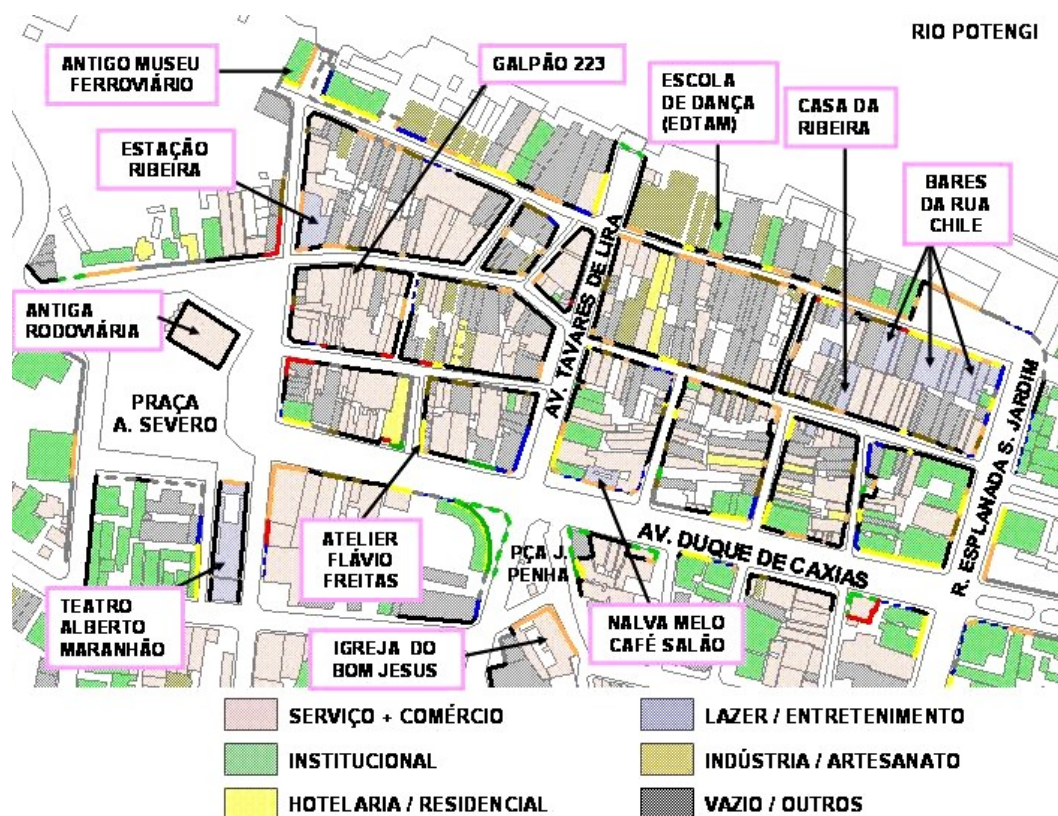 RIO POTENGI
ANTIGO MUSEU
FERROVIÁRIO
GALPÃO 223
ESCOLA
DE DANÇA
(EDTAM)
CASA DA
RIBEIRA
ESTAÇÃO
RIBEIRA
BARES
DA RUA
CHILE
AV. TAVARES DE LIRA
ANTIGA
RODOVIÁRIA
PRAÇA
A. SEVERO
R. ESPLANADA S. JARDIM
AV. DUQUE DE CAXIAS
ATELIER
FLÁVIO
FREITAS
PÇA J.
PENHA
TEATRO
ALBERTO
MARANHÃO
NALVA MELO
CAFÉ SALÃO
IGREJA DO
BOM JESUS
SERVIÇO + COMÉRCIO
INSTITUCIONAL
HOTELARIA / RESIDENCIAL
LAZER / ENTRETENIMENTO
INDÚSTRIA / ARTESANATO
VAZIO / OUTROS